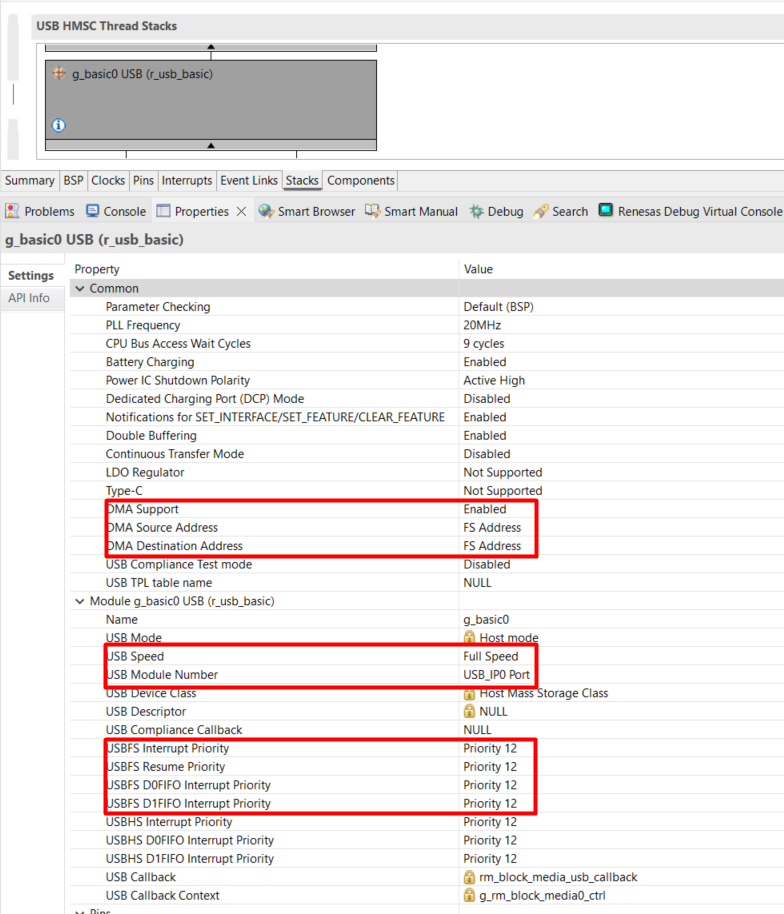 USB HMSC Thread Stacks
g_basic0 USB (r_usb_basic)
Summary BSP Clocks Pins Interrupts Event Links Stacks Components
Problems Console Properties Smart Browser Smart Manual Debug Search Renesas Debug Virtual Console
g_basic0 USB (r_usb_basic)
Settings
API Info
Property Value
Common
Parameter Checking Default (BSP)
PLL Frequency 20MHz
CPU Bus Access Wait Cycles 9 cycles
Battery Charging Enabled
Power IC Shutdown Polarity Active High
Dedicated Charging Port (DCP) Mode Disabled
Notifications for SET_INTERFACE/SET_FEATURE/CLEAR_FEATURE Enabled
Double Buffering Enabled
Continuous Transfer Mode Disabled
LDO Regulator Not Supported
Type-C Not Supported
DMA Support Enabled
DMA Source Address FS Address
DMA Destination Address FS Address
USB Compliance Test mode Disabled
USB TPL table name NULL
Module g_basic0 USB (r_usb_basic)
Name g_basic0
USB Mode Host mode
USB Speed Full Speed
USB Module Number USB_IP0 Port
USB Device Class Host Mass Storage Class
USB Descriptor NULL
USB Compliance Callback NULL
USBFS Interrupt Priority Priority 12
USBFS Resume Priority Priority 12
USBFS D0FIFO Interrupt Priority Priority 12
USBFS D1FIFO Interrupt Priority Priority 12
USBHS Interrupt Priority Priority 12
USBHS D0FIFO Interrupt Priority Priority 12
USBHS D1FIFO Interrupt Priority Priority 12
USB Callback rm_block_media_usb_callback
USB Callback Context g_rm_block_media0_ctrl
Pins